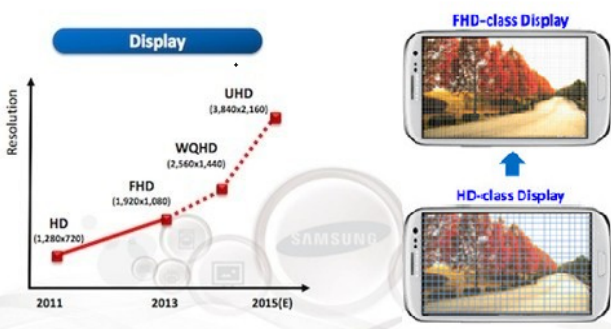 Display
Resolution
UHD
(3,840x2,160)
WQHD
(2,560x1,440)
FHD
(1,920x1,080)
HD
(1,280x720)
SAMSUNG
2011
2013
2015(E)
FHD-class Display
HD-class Display